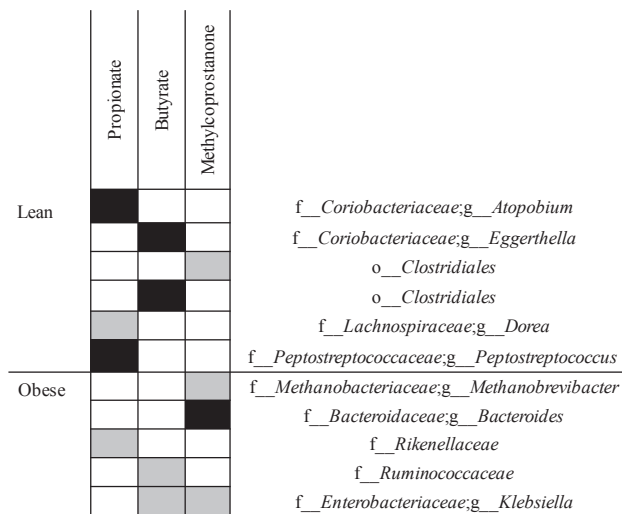 Propionate
Butyrate
Methylcoprostanone
Lean
f__Coriobacteriaceae;g__Atopobium
f__Coriobacteriaceae;g__Eggerthella
o__Clostridiales
o__Clostridiales
f__Lachnospiraceae;g__Dorea
f__Peptostreptococcaceae;g__Peptostreptococcus
Obese
f__Methanobacteriaceae;g__Methanobrevibacter
f__Bacteroidaceae;g__Bacteroides
f__Rikenellaceae
f__Ruminococcaceae
f__Enterobacteriaceae;g__Klebsiella